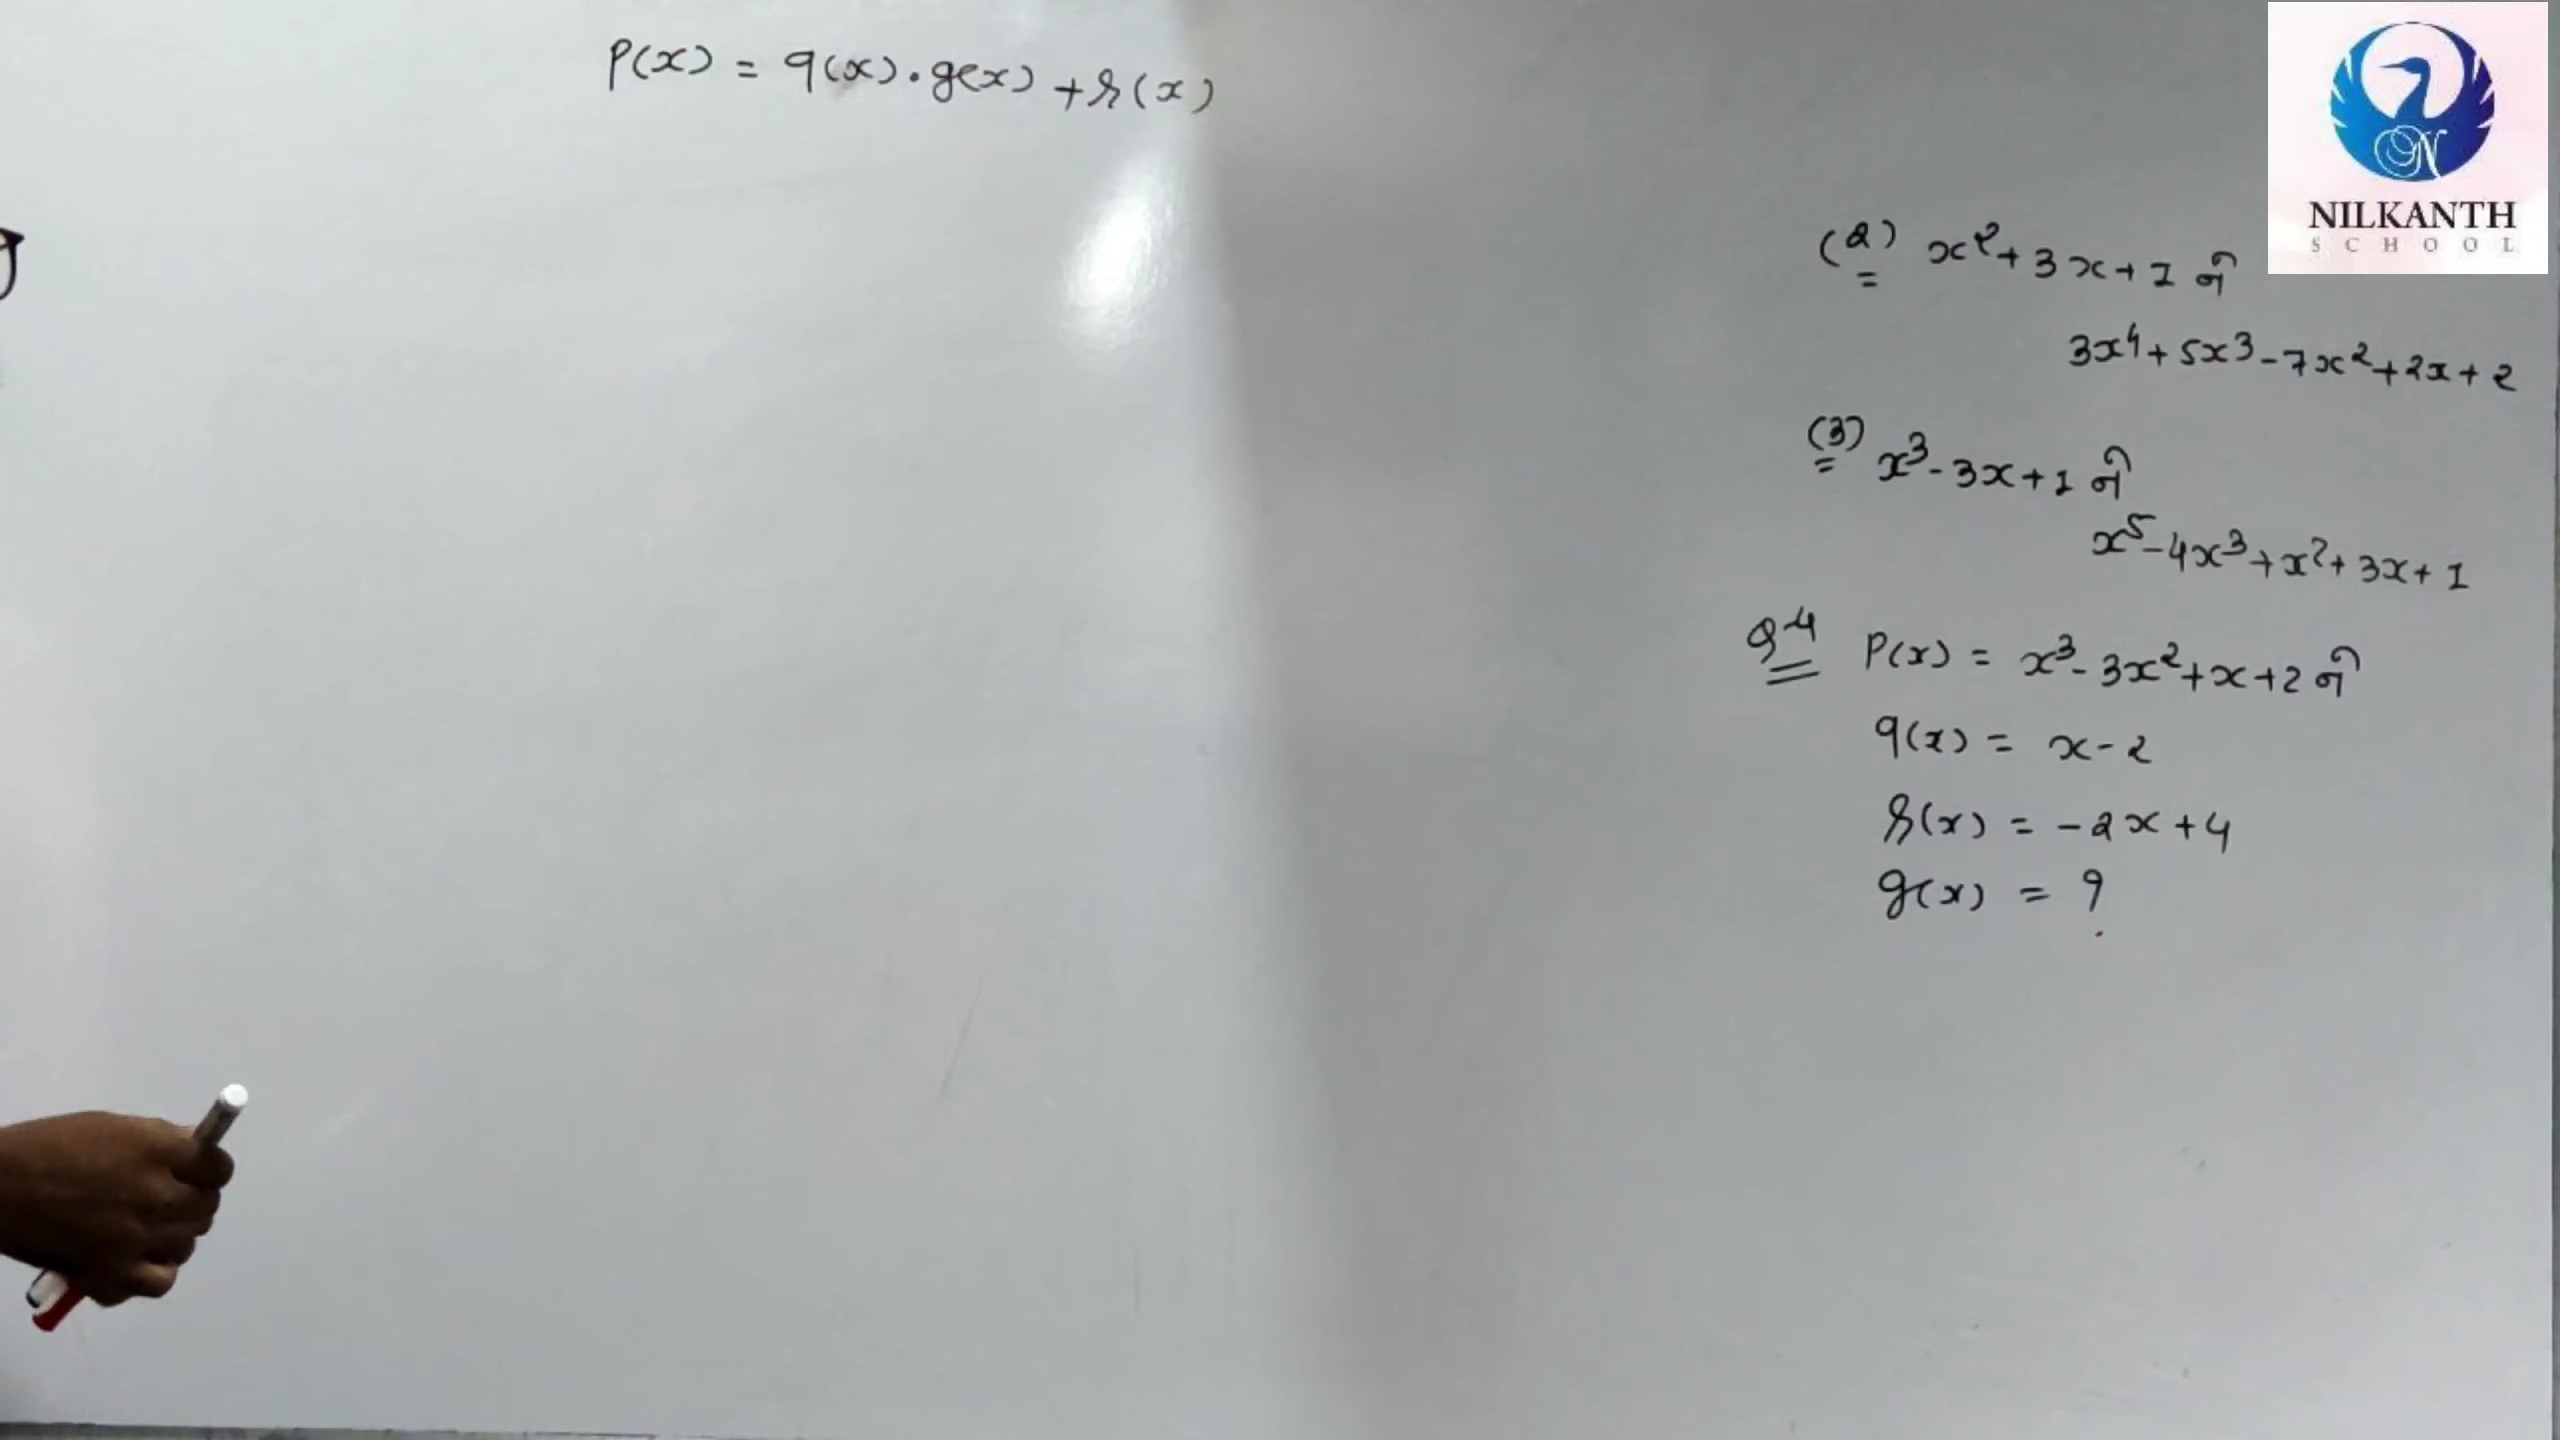 P(x) = q(x) · g(x) + r(x)
NILKANTH
SCHOOL
(2) x² + 3x + 1 ને
3x⁴ + 5x³ - 7x² + 2x + 2
(3) x³ - 3x + 1 ને
x⁵ - 4x³ + x² + 3x + 1
Q-4 P(x) = x³ - 3x² + x + 2 ને
q(x) = x - 2
r(x) = -2x + 4
g(x) = ?